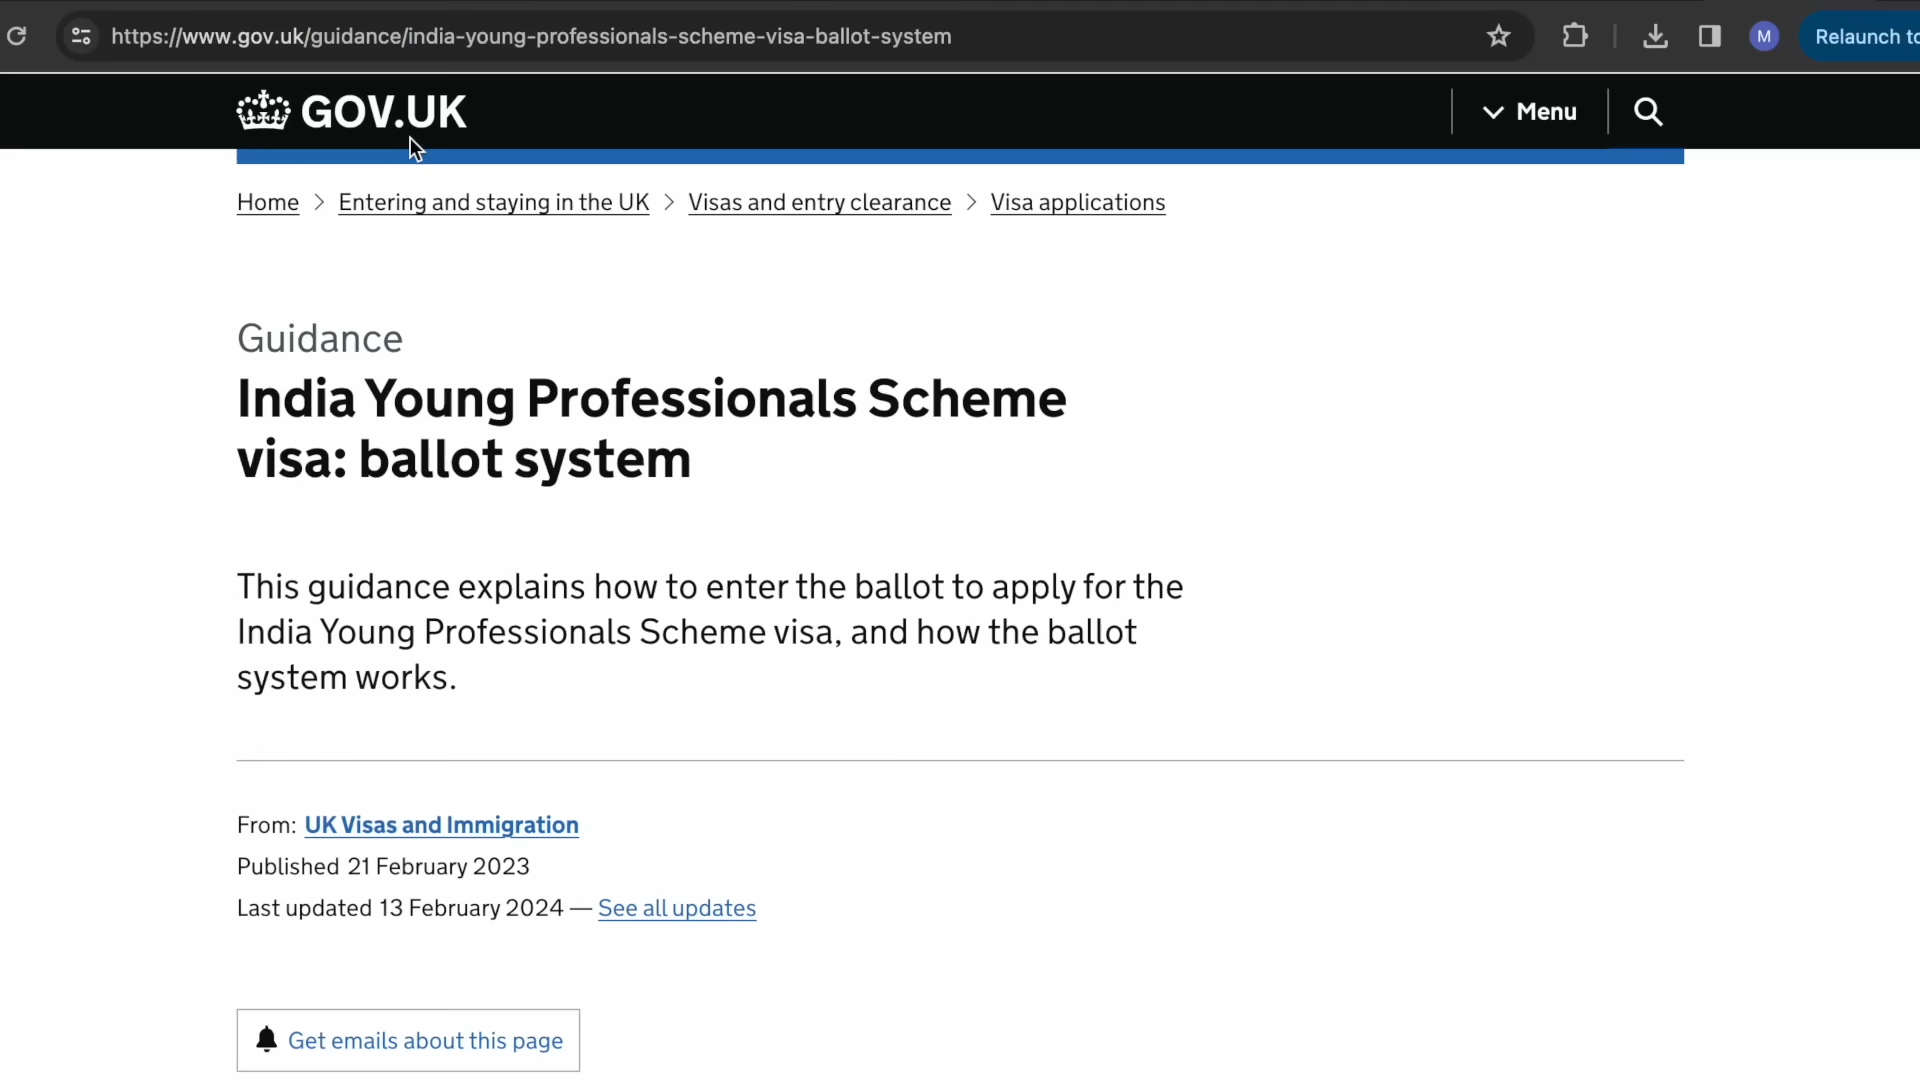 https://www.gov.uk/guidance/india-young-professionals-scheme-visa-ballot-system
M
Relaunch to
GOV.UK
Menu
Home > Entering and staying in the UK > Visas and entry clearance > Visa applications
Guidance
India Young Professionals Scheme
visa: ballot system
This guidance explains how to enter the ballot to apply for the
India Young Professionals Scheme visa, and how the ballot
system works.
From: UK Visas and Immigration
Published 21 February 2023
Last updated 13 February 2024 — See all updates
Get emails about this page